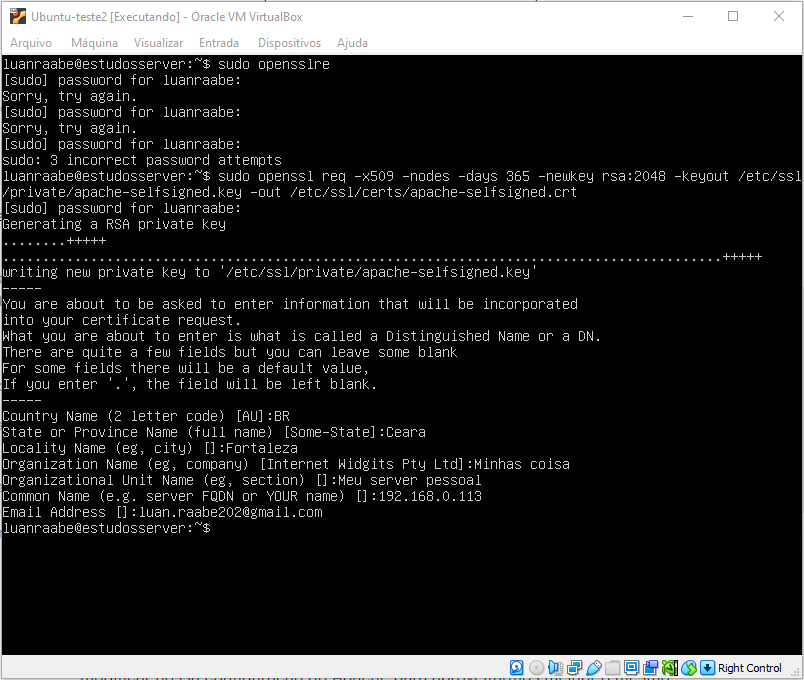 Ubuntu-teste2 [Executando] - Oracle VM VirtualBox
Arquivo Máquina Visualizar Entrada Dispositivos Ajuda
luanraabe@estudosserver:~$ sudo opensslre
[sudo] password for luanraabe:
Sorry, try again.
[sudo] password for luanraabe:
Sorry, try again.
[sudo] password for luanraabe:
sudo: 3 incorrect password attempts
luanraabe@estudosserver:~$ sudo openssl req -x509 -nodes -days 365 -newkey rsa:2048 -keyout /etc/ssl
/private/apache-selfsigned.key -out /etc/ssl/certs/apache-selfsigned.crt
[sudo] password for luanraabe:
Generating a RSA private key
........+++++
..........................................................................................+++++
writing new private key to '/etc/ssl/private/apache-selfsigned.key'
-----
You are about to be asked to enter information that will be incorporated
into your certificate request.
What you are about to enter is what is called a Distinguished Name or a DN.
There are quite a few fields but you can leave some blank
For some fields there will be a default value,
If you enter '.', the field will be left blank.
-----
Country Name (2 letter code) [AU]:BR
State or Province Name (full name) [Some-State]:Ceara
Locality Name (eg, city) []:Fortaleza
Organization Name (eg, company) [Internet Widgits Pty Ltd]:Minhas coisa
Organizational Unit Name (eg, section) []:Meu server pessoal
Common Name (e.g. server FQDN or YOUR name) []:192.168.0.113
Email Address []:luan.raabe202@gmail.com
luanraabe@estudosserver:~$
Right Control